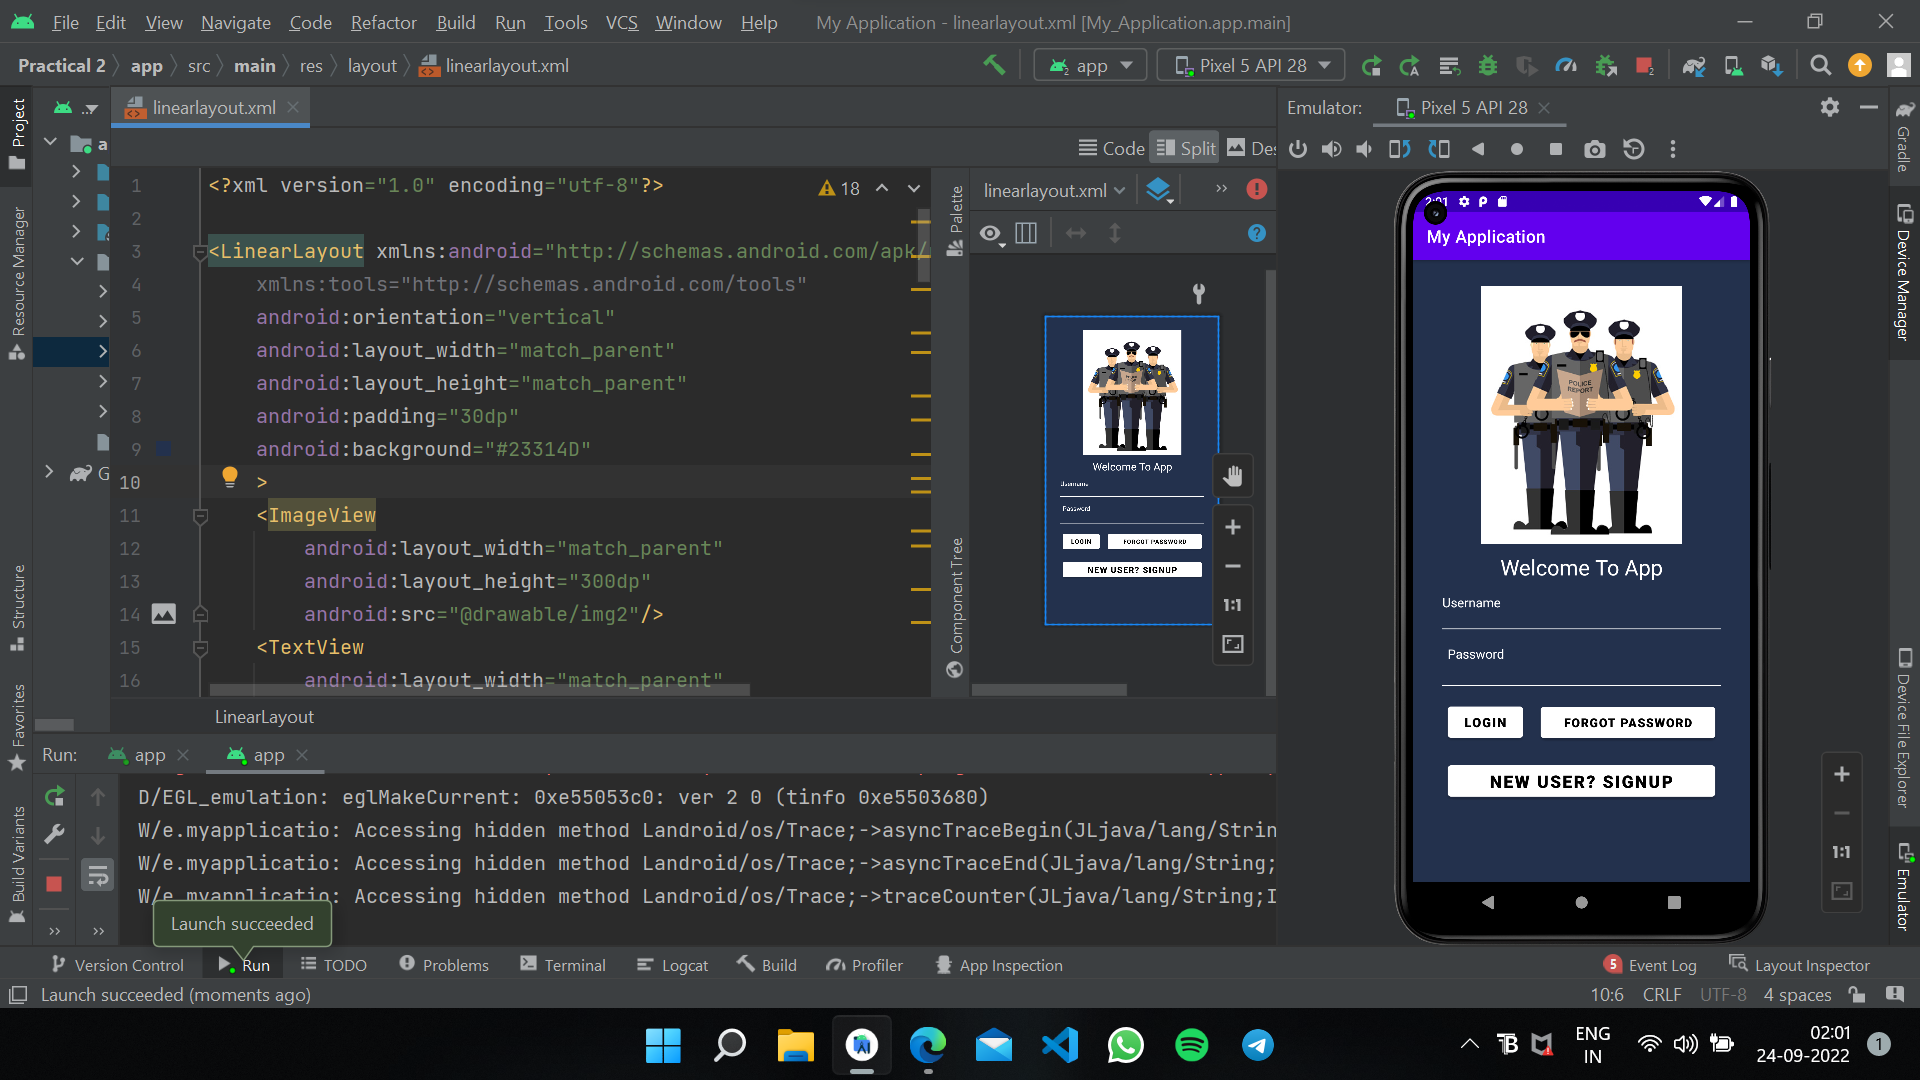 File Edit View Navigate Code Refactor Build Run Tools VCS Window Help My Application - linearlayout.xml [My_Application.app.main]
Practical 2 app src main res layout linearlayout.xml
app Pixel 5 API 28
linearlayout.xml
Emulator: Pixel 5 API 28
Code Split
Project
Resource Manager
Structure
Favorites
Build Variants
a
G
18
1 <?xml version="1.0" encoding="utf-8"?>
2
3 <LinearLayout xmlns:android="http://schemas.android.com/apk/
4 xmlns:tools="http://schemas.android.com/tools"
5 android:orientation="vertical"
6 android:layout_width="match_parent"
7 android:layout_height="match_parent"
8 android:padding="30dp"
9 android:background="#23314D"
10 >
11 <ImageView
12 android:layout_width="match_parent"
13 android:layout_height="300dp"
14 android:src="@drawable/img2"/>
15 <TextView
16 android:layout_width="match_parent"
LinearLayout
Palette
Component Tree
linearlayout.xml
Welcome To App
Username
Password
LOGIN FORGOT PASSWORD
NEW USER? SIGNUP
1:1
2:01
My Application
POLICE
REPORT
Welcome To App
Username
Password
LOGIN FORGOT PASSWORD
NEW USER? SIGNUP
1:1
Gradle
Device Manager
Device File Explorer
Emulator
Run: app app
D/EGL_emulation: eglMakeCurrent: 0xe55053c0: ver 2 0 (tinfo 0xe5503680)
W/e.myapplicatio: Accessing hidden method Landroid/os/Trace;->asyncTraceBegin(JLjava/lang/Strin
W/e.myapplicatio: Accessing hidden method Landroid/os/Trace;->asyncTraceEnd(JLjava/lang/String;
W/e.myapplicatio: Accessing hidden method Landroid/os/Trace;->traceCounter(JLjava/lang/String;I
Launch succeeded
Version Control Run TODO Problems Terminal Logcat Build Profiler App Inspection 5 Event Log Layout Inspector
Launch succeeded (moments ago) 10:6 CRLF UTF-8 4 spaces
ENG
IN
02:01
24-09-2022
1